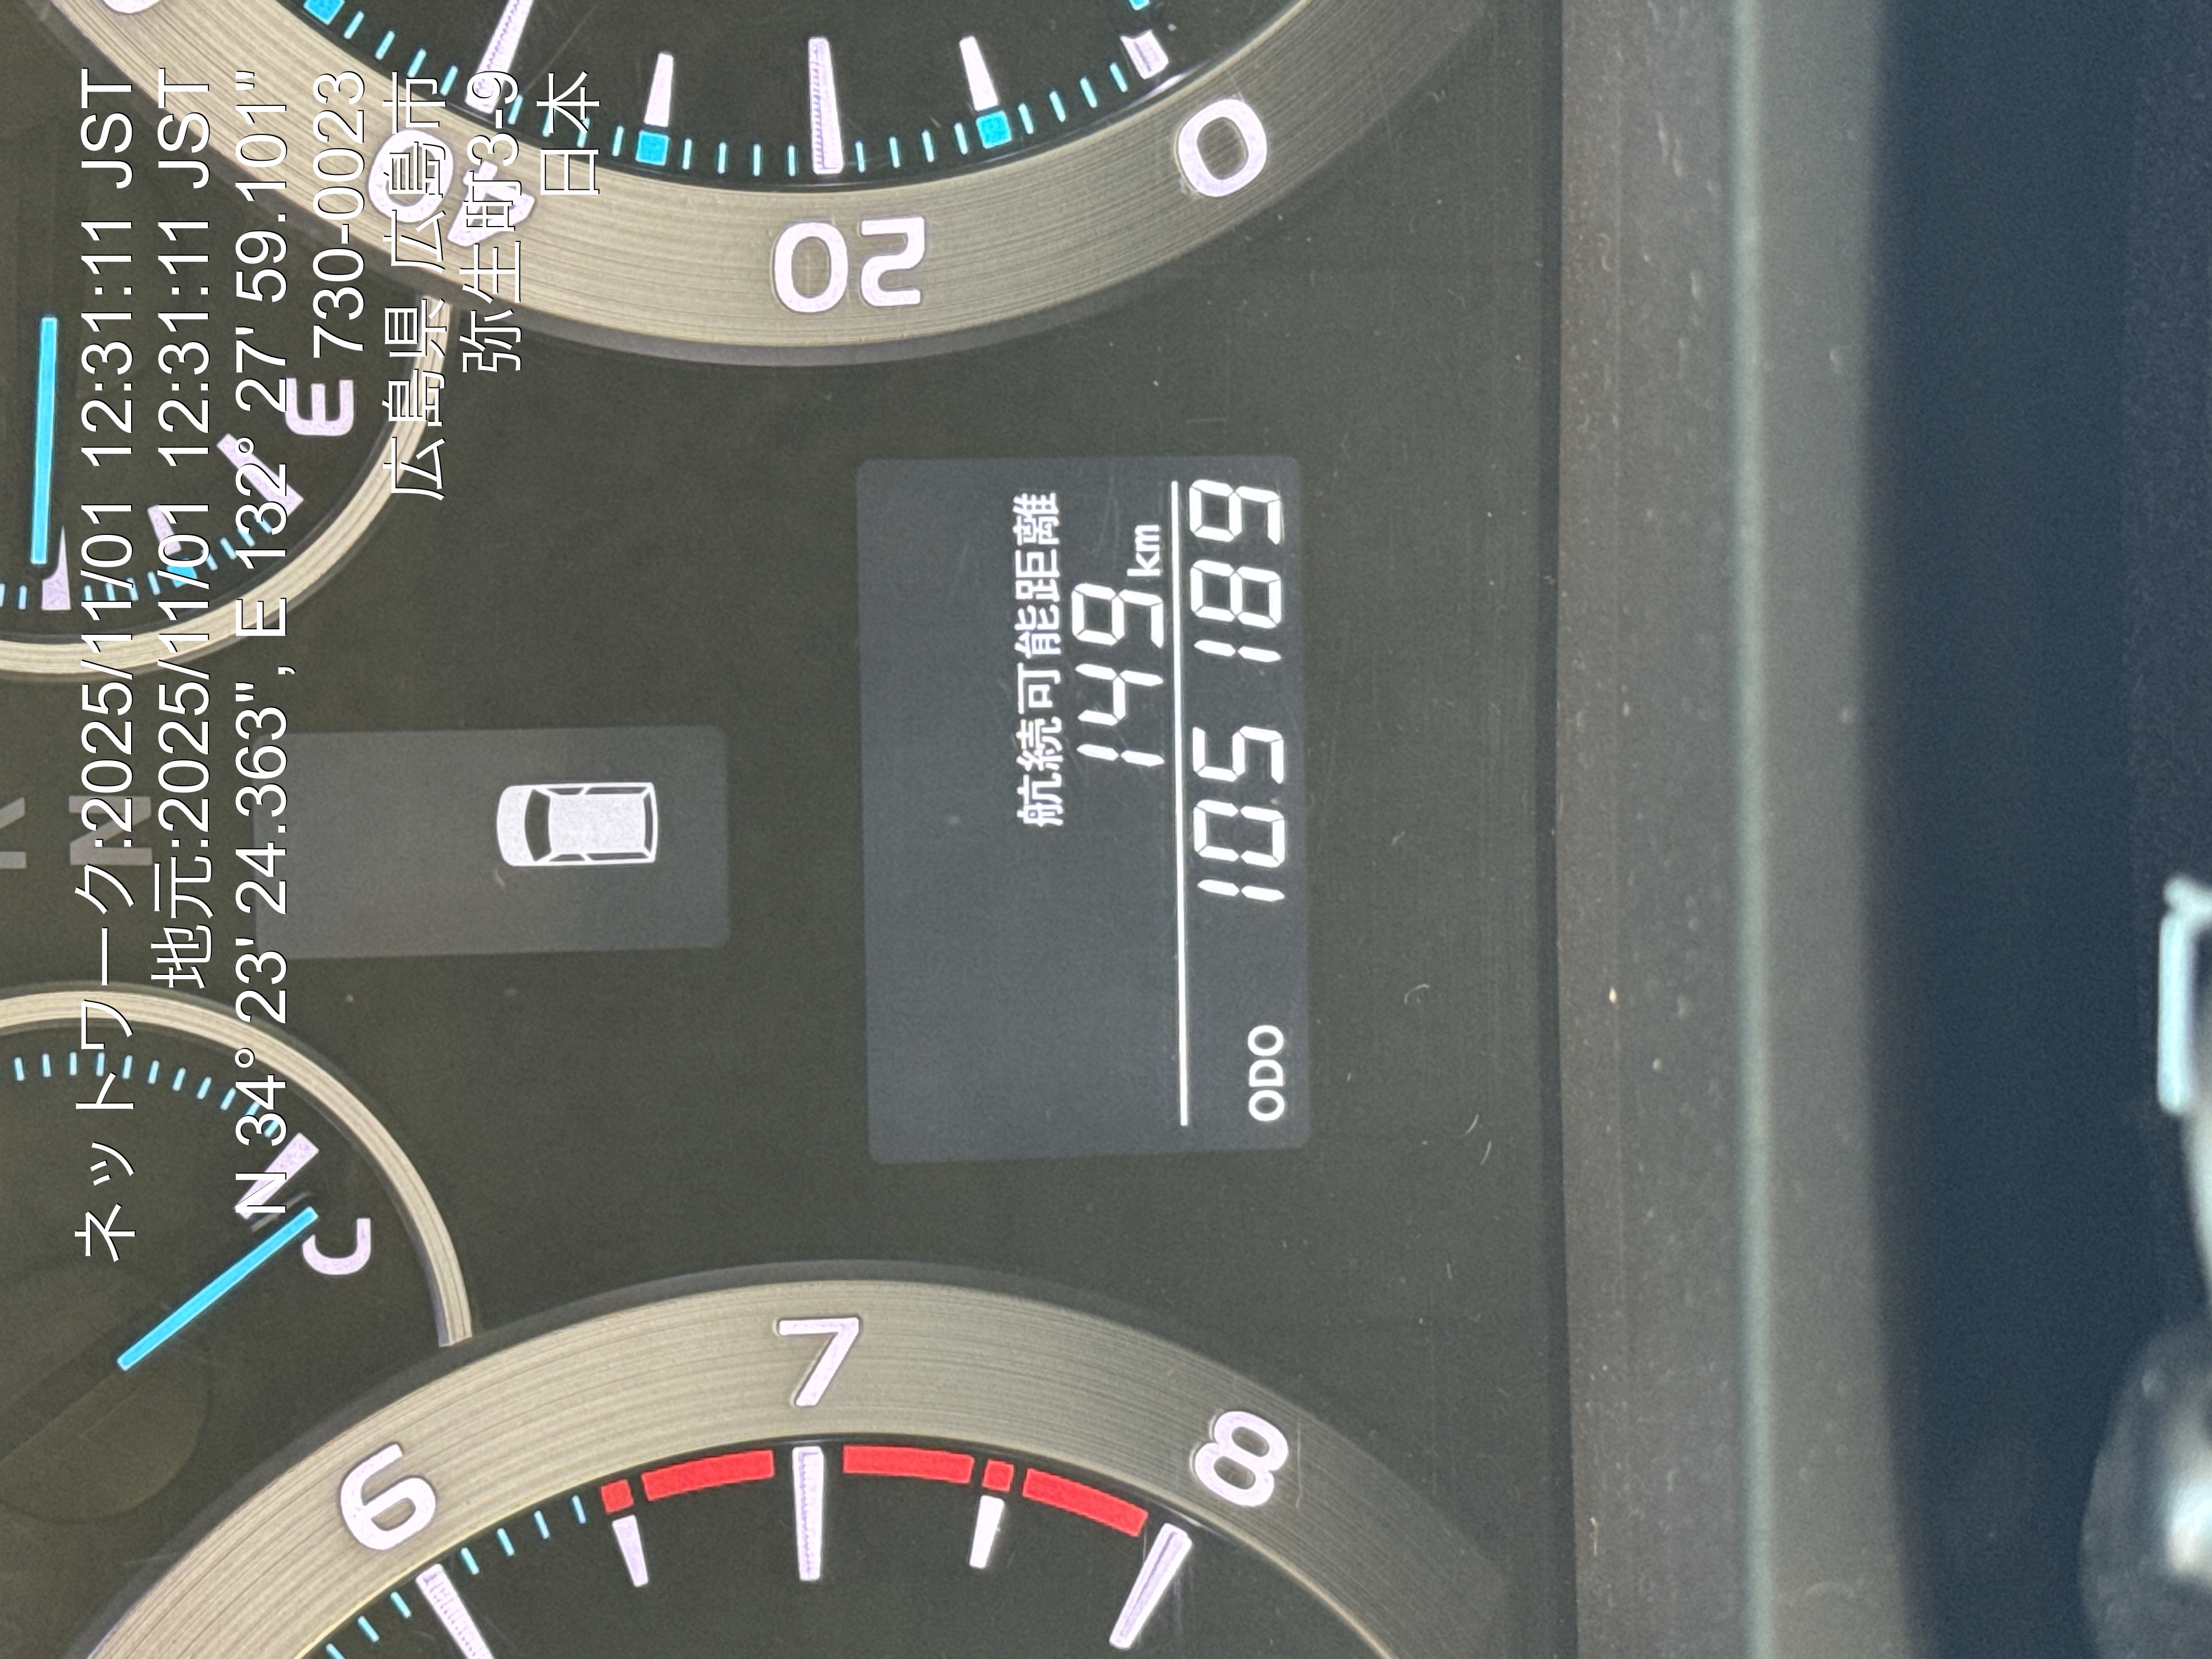 ネットワーク:2025/11/01 12:31:11 JST
地元:2025/11/01 12:31:11 JST
N 34° 23' 24.363", E 132° 27' 59.101"
730-0023
広島県 広島市
弥生町3-9
日本
N
C
E
6
7
8
20
0
航続可能距離
149 km
ODO 105189